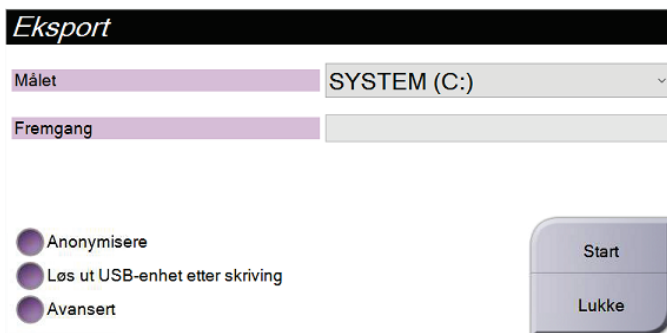 Eksport
Målet SYSTEM (C:)
Fremgang
Anonymisere
Løs ut USB-enhet etter skriving
Avansert
Start
Lukke